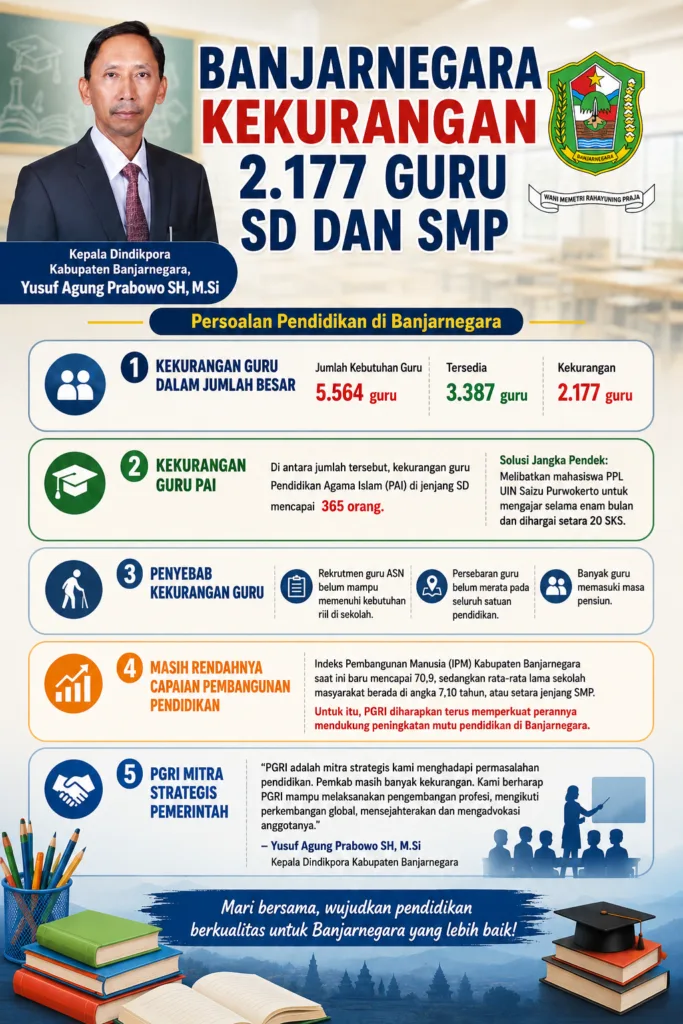 BANJARNEGARA
KEKURANGAN
2.177 GURU
SD DAN SMP
BANJARNEGARA
WANI MEMETRI RAHAYUNING PRAJA
Kepala Dindikpora
Kabupaten Banjarnegara,
Yusuf Agung Prabowo SH, M.Si
Persoalan Pendidikan di Banjarnegara
1
KEKURANGAN GURU
DALAM JUMLAH BESAR
Jumlah Kebutuhan Guru
5.564 guru
Tersedia
3.387 guru
Kekurangan
2.177 guru
2
KEKURANGAN
GURU PAI
Di antara jumlah tersebut, kekurangan guru
Pendidikan Agama Islam (PAI) di jenjang SD
mencapai 365 orang.
Solusi Jangka Pendek:
Melibatkan mahasiswa PPL
UIN Saizu Purwokerto untuk
mengajar selama enam bulan
dan dihargai setara 20 SKS.
3
PENYEBAB
KEKURANGAN GURU
Rekrutmen guru ASN
belum mampu
memenuhi kebutuhan
riil di sekolah.
Persebaran guru
belum merata pada
seluruh satuan
pendidikan.
Banyak guru
memasuki masa
pensiun.
4
MASIH RENDAHNYA
CAPAIAN PEMBANGUNAN
PENDIDIKAN
Indeks Pembangunan Manusia (IPM) Kabupaten Banjarnegara
saat ini baru mencapai 70,9, sedangkan rata-rata lama sekolah
masyarakat berada di angka 7,10 tahun, atau setara jenjang SMP.
Untuk itu, PGRI diharapkan terus memperkuat perannya
mendukung peningkatan mutu pendidikan di Banjarnegara.
5
PGRI MITRA
STRATEGIS
PEMERINTAH
"PGRI adalah mitra strategis kami menghadapi permasalahan
pendidikan. Pemkab masih banyak kekurangan. Kami berharap
PGRI mampu melaksanakan pengembangan profesi, mengikuti
perkembangan global, mensejahterakan dan mengadvokasi
anggotanya."
– Yusuf Agung Prabowo SH, M.Si
Kepala Dindikpora Kabupaten Banjarnegara
Mari bersama, wujudkan pendidikan
berkualitas untuk Banjarnegara yang lebih baik!